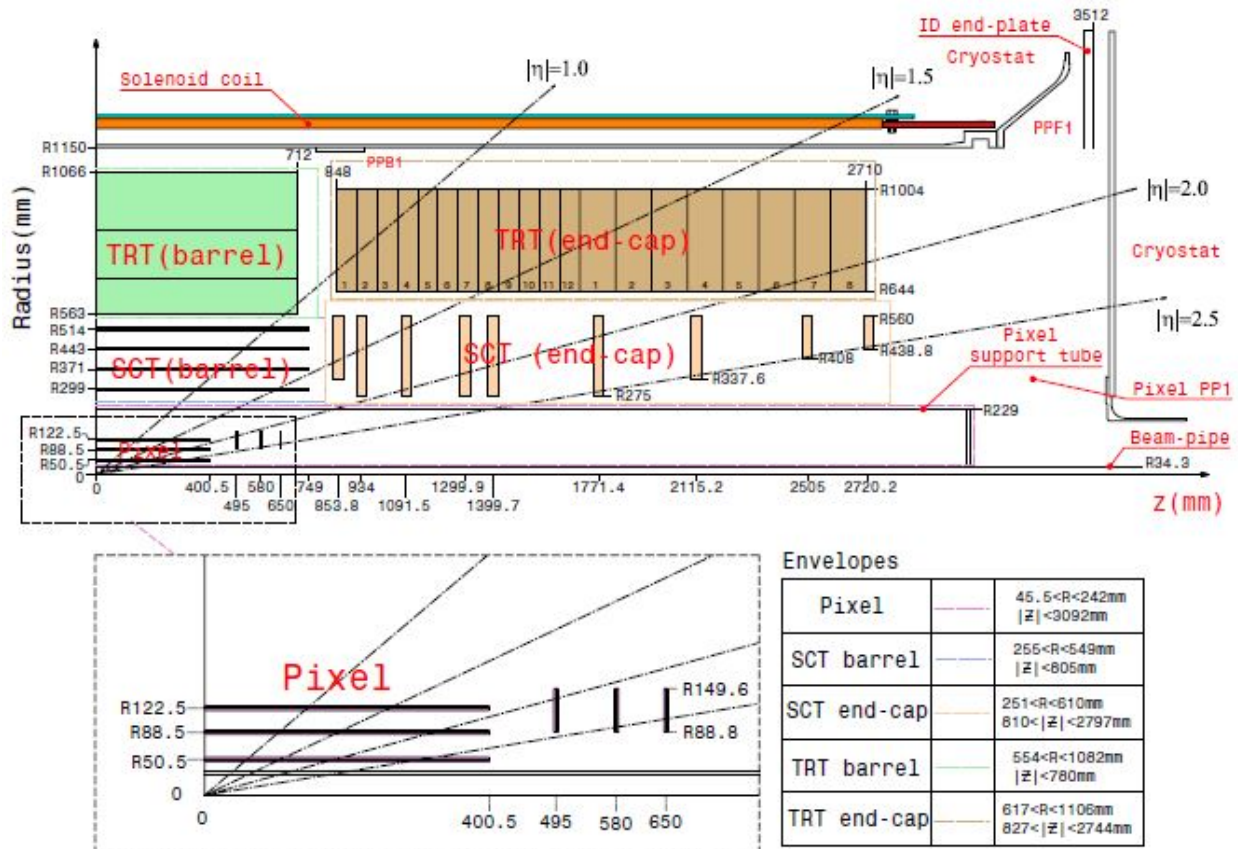 3512
ID end-plate
Cryostat
|η|=1.0
|η|=1.5
Solenoid coil
PPF1
R1150
712
PPB1
R1066
848
2710
R1004
|η|=2.0
TRT(barrel)
TRT(end-cap)
Cryostat
Radius(mm)
1 2 3 4 5 6 7 8 9 10 11 12 1 2 3 4 5 6 7 8
R644
R563
R514
R560
|η|=2.5
R443
SCT(barrel)
SCT (end-cap)
R438.8
R408
Pixel
support tube
R371
R337.6
R299
R275
Pixel PP1
R229
R122.5
R88.5
Pixel
R50.5
Beam-pipe
R34.3
0
0
400.5
580
749
934
1299.9
1771.4
2115.2
2505
2720.2
495
650
853.8
1091.5
1399.7
Z(mm)
Pixel
R149.6
R122.5
R88.5
R88.8
R50.5
0
0
400.5
495
580
650
Envelopes
Pixel
45.5<R<242mm
|Z|<3092mm
SCT barrel
255<R<549mm
|Z|<805mm
SCT end-cap
251<R<610mm
810<|Z|<2797mm
TRT barrel
554<R<1082mm
|Z|<780mm
TRT end-cap
617<R<1106mm
827<|Z|<2744mm